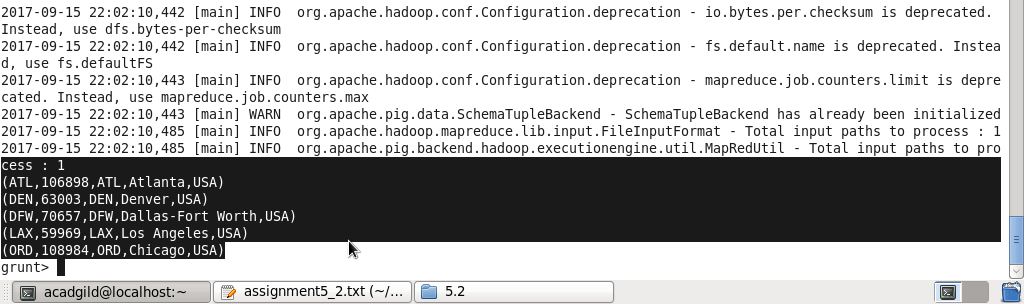 2017-09-15 22:02:10,442 [main] INFO  org.apache.hadoop.conf.Configuration.deprecation - io.bytes.per.checksum is deprecated.
Instead, use dfs.bytes-per-checksum
2017-09-15 22:02:10,442 [main] INFO  org.apache.hadoop.conf.Configuration.deprecation - fs.default.name is deprecated. Instea
d, use fs.defaultFS
2017-09-15 22:02:10,443 [main] INFO  org.apache.hadoop.conf.Configuration.deprecation - mapreduce.job.counters.limit is depre
cated. Instead, use mapreduce.job.counters.max
2017-09-15 22:02:10,443 [main] WARN  org.apache.pig.data.SchemaTupleBackend - SchemaTupleBackend has already been initialized
2017-09-15 22:02:10,485 [main] INFO  org.apache.hadoop.mapreduce.lib.input.FileInputFormat - Total input paths to process : 1
2017-09-15 22:02:10,485 [main] INFO  org.apache.pig.backend.hadoop.executionengine.util.MapRedUtil - Total input paths to pro
cess : 1
(ATL,106898,ATL,Atlanta,USA)
(DEN,63003,DEN,Denver,USA)
(DFW,70657,DFW,Dallas-Fort Worth,USA)
(LAX,59969,LAX,Los Angeles,USA)
(ORD,108984,ORD,Chicago,USA)
grunt>
acadgild@localhost:~ assignment5_2.txt (~/... 5.2